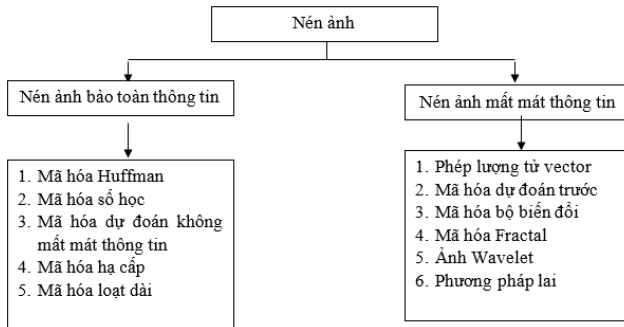 Nén ảnh
Nén ảnh bảo toàn thông tin
Nén ảnh mất mát thông tin
1. Mã hóa Huffman
2. Mã hóa số học
3. Mã hóa dự đoán không
mất mát thông tin
4. Mã hóa hạ cấp
5. Mã hóa loạt dài
1. Phép lượng tử vector
2. Mã hóa dự đoán trước
3. Mã hóa bộ biến đổi
4. Mã hóa Fractal
5. Ảnh Wavelet
6. Phương pháp lai